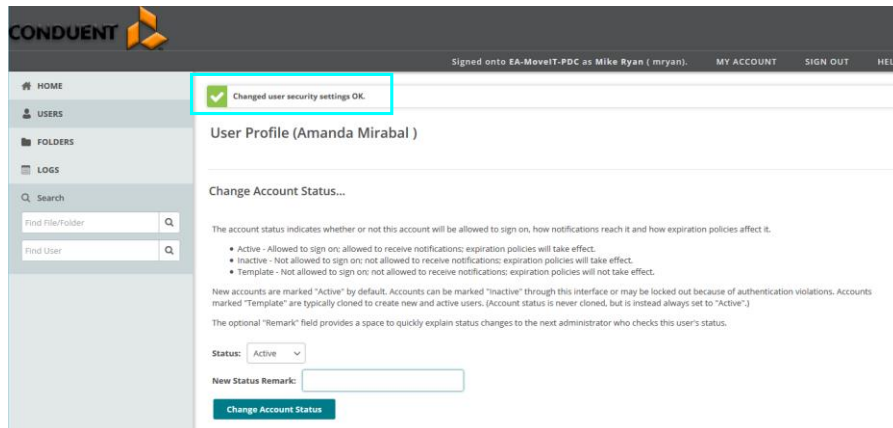 CONDUENT
Signed onto EA-MoveIT-PDC as Mike Ryan ( mryan). MY ACCOUNT SIGN OUT HEL
HOME
USERS
FOLDERS
LOGS
Search
Find File/Folder
Find User
Changed user security settings OK.
User Profile (Amanda Mirabal )
Change Account Status...
The account status indicates whether or not this account will be allowed to sign on, how notifications reach it and how expiration policies affect it.
• Active - Allowed to sign on; allowed to receive notifications; expiration policies will take effect.
• Inactive - Not allowed to sign on; not allowed to receive notifications; expiration policies will take effect.
• Template - Not allowed to sign on; not allowed to receive notifications; expiration policies will not take effect.
New accounts are marked "Active" by default. Accounts can be marked "Inactive" through this interface or may be locked out because of authentication violations. Accounts
marked "Template" are typically cloned to create new and active users. (Account status is never cloned, but is instead always set to "Active".)
The optional "Remark" field provides a space to quickly explain status changes to the next administrator who checks this user's status.
Status: Active
New Status Remark:
Change Account Status